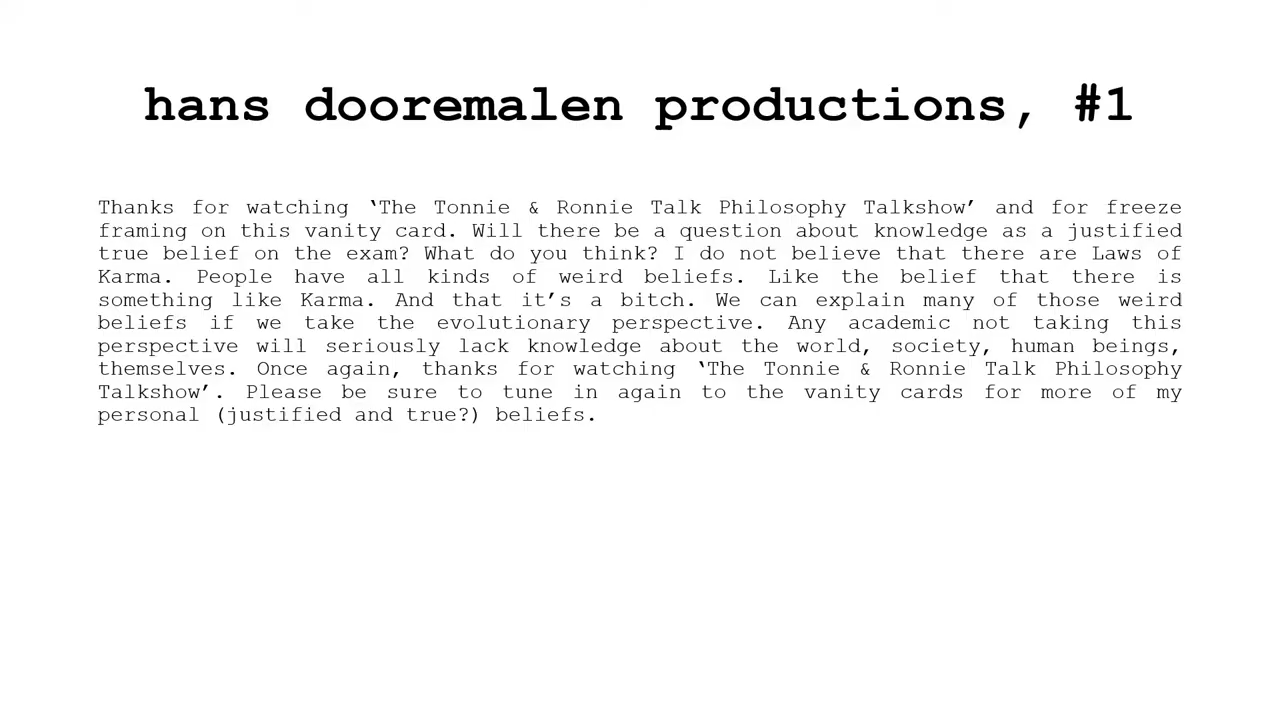 hans dooremalen productions, #1
Thanks for watching ‘The Tonnie & Ronnie Talk Philosophy Talkshow’ and for freeze
framing on this vanity card. Will there be a question about knowledge as a justified
true belief on the exam? What do you think? I do not believe that there are Laws of
Karma. People have all kinds of weird beliefs. Like the belief that there is
something like Karma. And that it’s a bitch. We can explain many of those weird
beliefs if we take the evolutionary perspective. Any academic not taking this
perspective will seriously lack knowledge about the world, society, human beings,
themselves. Once again, thanks for watching ‘The Tonnie & Ronnie Talk Philosophy
Talkshow’. Please be sure to tune in again to the vanity cards for more of my
personal (justified and true?) beliefs.